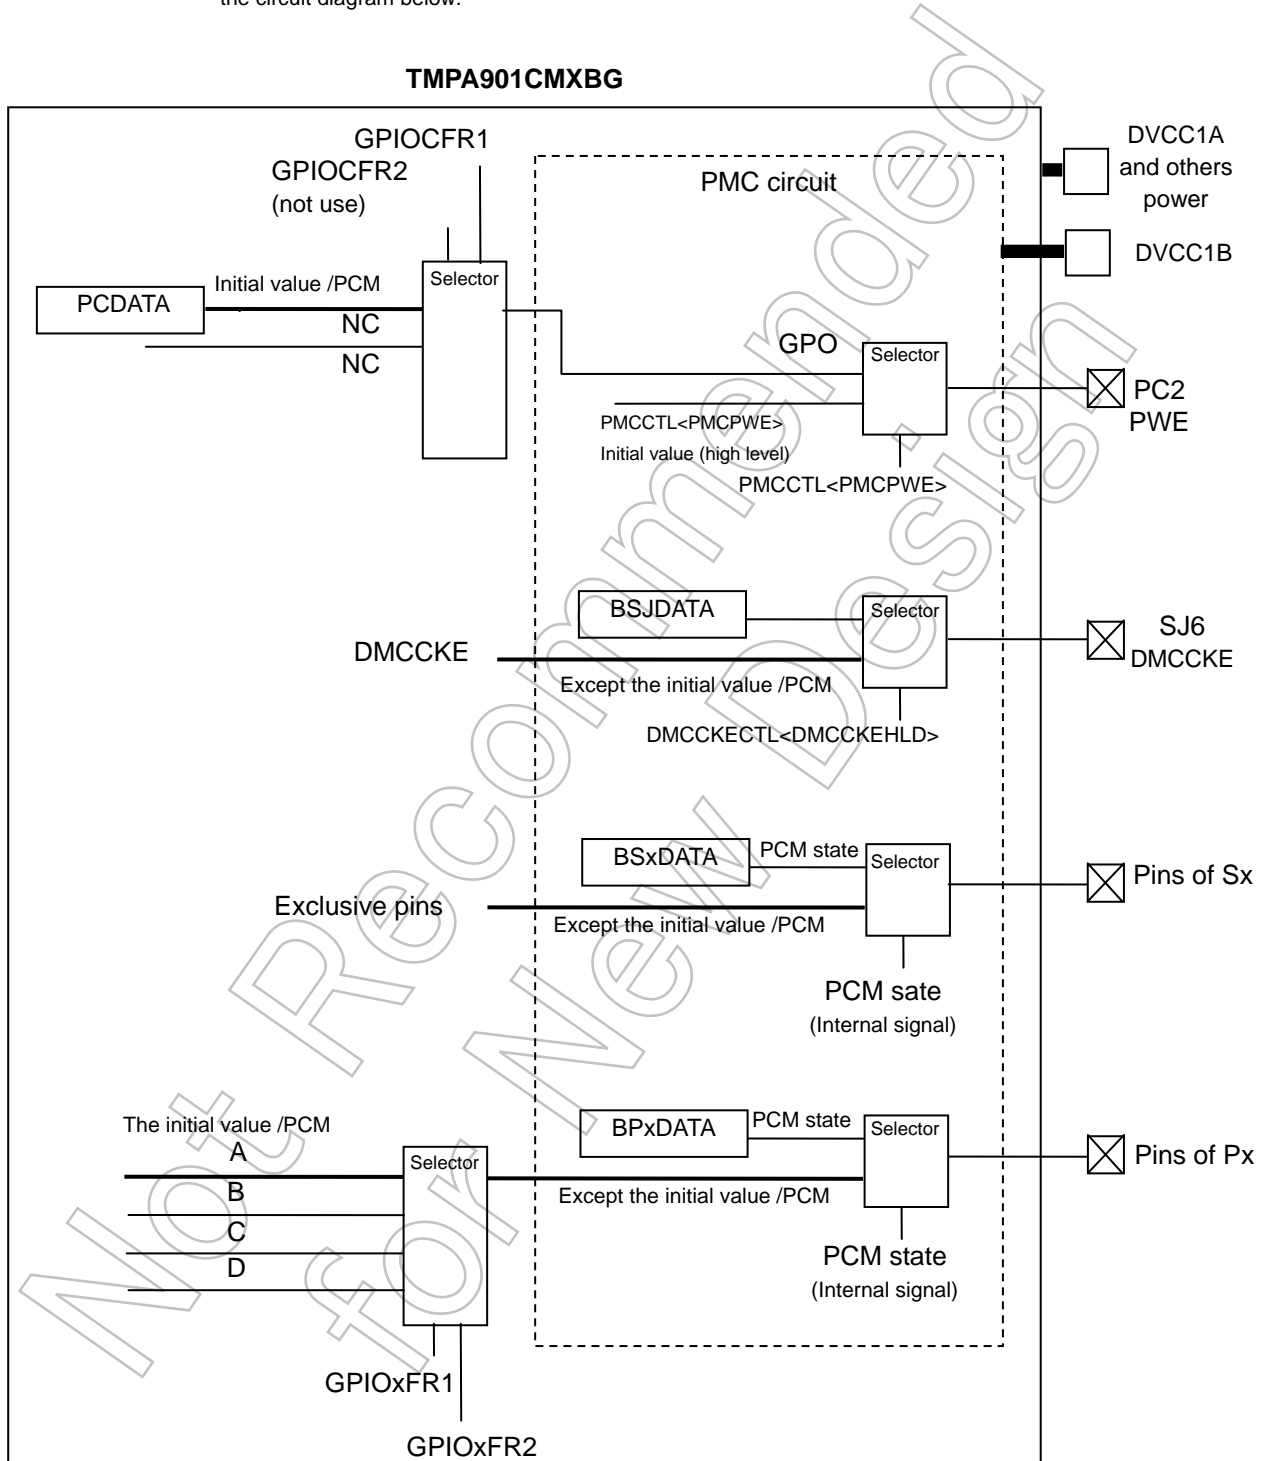 the circuit diagram below.
TMPA901CMXBG
GPIOCFR1
GPIOCFR2
(not use)
PMC circuit
DVCC1A
and others
power
DVCC1B
PCDATA
Initial value /PCM
NC
NC
Selector
GPO
Selector
PMCCTL<PMCPWE>
Initial value (high level)
PMCCTL<PMCPWE>
PC2
PWE
BSJDATA
Selector
DMCCKE
Except the initial value /PCM
DMCCKECTL<DMCCKEHLD>
SJ6
DMCCKE
BSxDATA
PCM state
Selector
Exclusive pins
Except the initial value /PCM
PCM sate
(Internal signal)
Pins of Sx
The initial value /PCM
A
B
C
D
Selector
BPxDATA
PCM state
Selector
Except the initial value /PCM
PCM state
(Internal signal)
Pins of Px
GPIOxFR1
GPIOxFR2
Not Recommended
for New Design